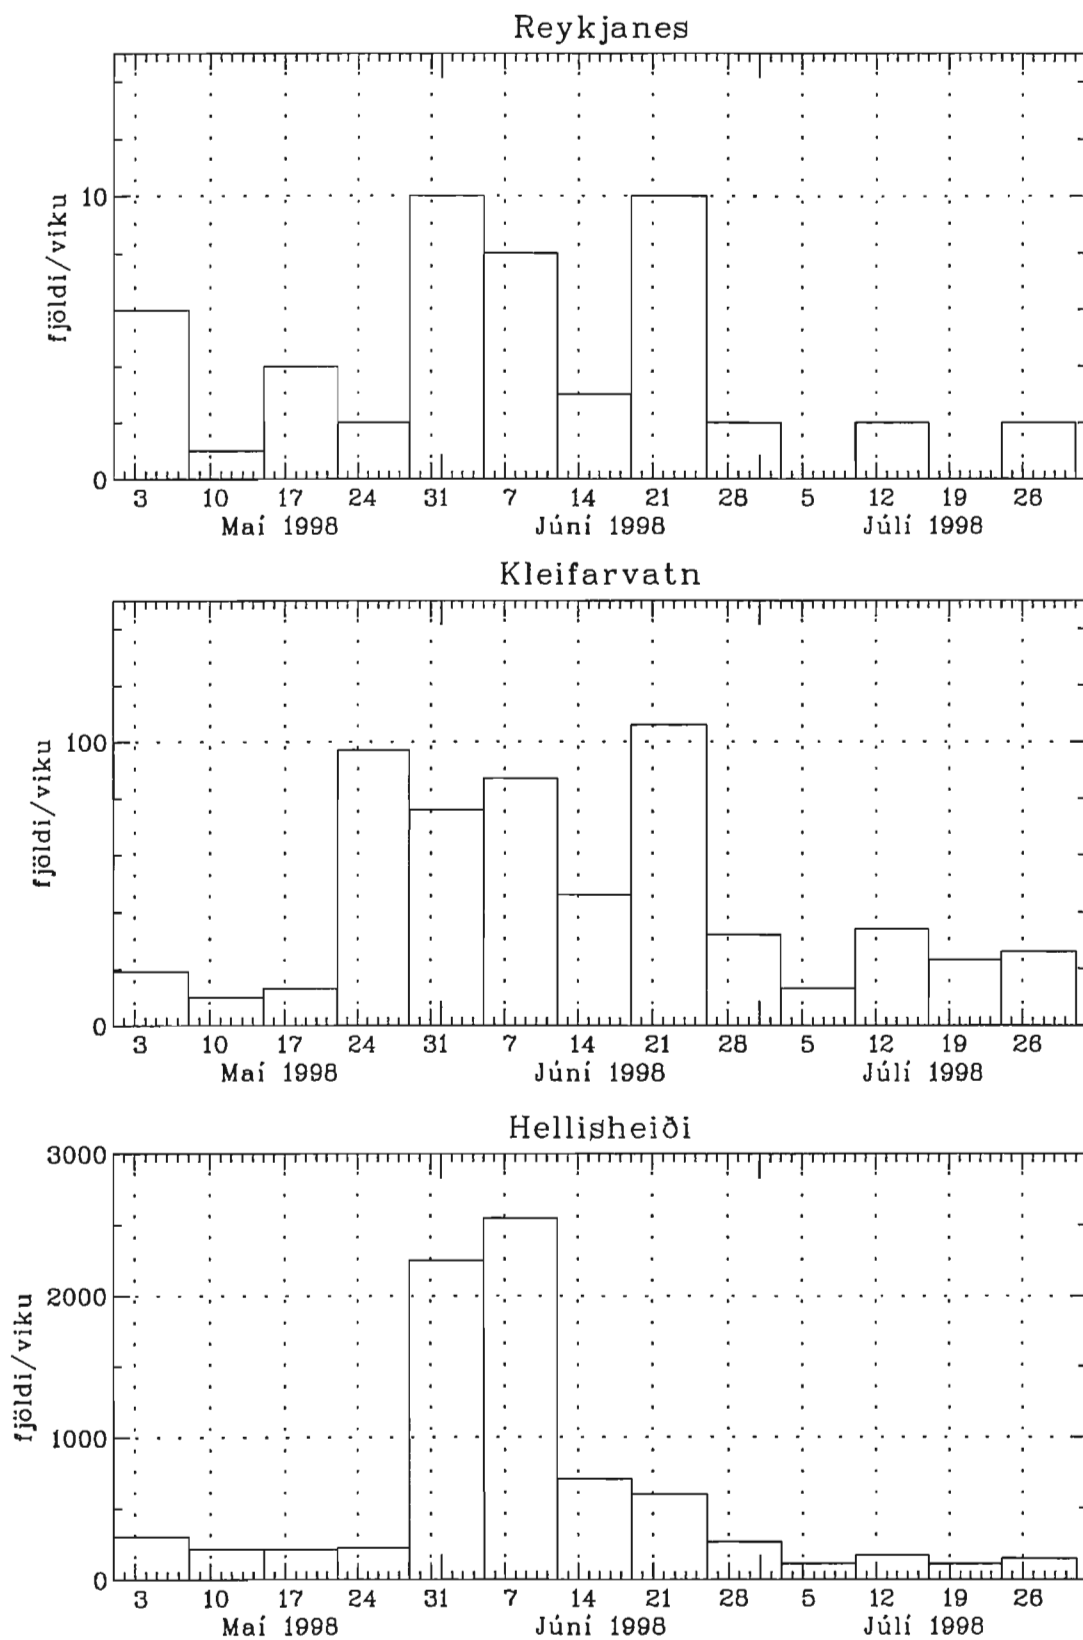 Reykjanes
fjöldi/viku
10
0
3 10 17 24 31 7 14 21 28 5 12 19 26
Maí 1998 Júní 1998 Júlí 1998
Kleifarvatn
fjöldi/viku
100
0
3 10 17 24 31 7 14 21 28 5 12 19 26
Maí 1998 Júní 1998 Júlí 1998
Hellisheiði
fjöldi/viku
3000
2000
1000
0
3 10 17 24 31 7 14 21 28 5 12 19 26
Maí 1998 Júní 1998 Júlí 1998